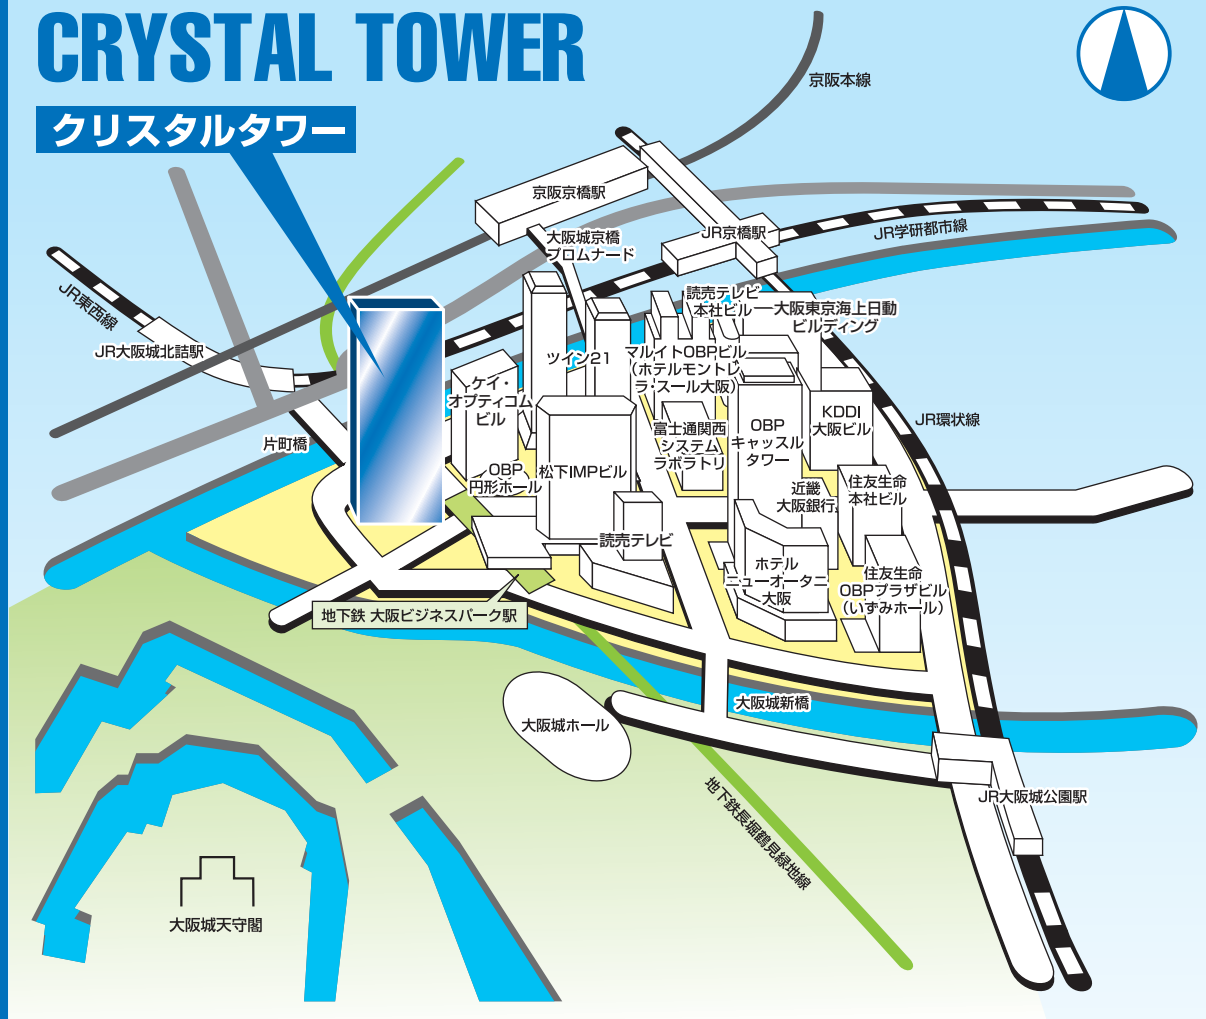 CRYSTAL TOWER
クリスタルタワー
京阪本線
京阪京橋駅
大阪城京橋
プロムナード
JR京橋駅
JR学研都市線
JR東西線
JR大阪城北詰駅
読売テレビ
本社ビル
大阪東京海上日動
ビルディング
ツイン21
マルイトOBPビル
(ホテルモントレ
ラ・スール大阪)
ケイ・
オプティコム
ビル
片町橋
富士通関西
システム
ラボラトリ
OBP
キャッスル
タワー
KDDI
大阪ビル
JR環状線
OBP
円形ホール
松下IMPビル
近畿
大阪銀行
住友生命
本社ビル
読売テレビ
ホテル
ニューオータニ
大阪
住友生命
OBPプラザビル
(いずみホール)
地下鉄 大阪ビジネスパーク駅
大阪城新橋
大阪城ホール
地下鉄長堀鶴見緑地線
JR大阪城公園駅
大阪城天守閣